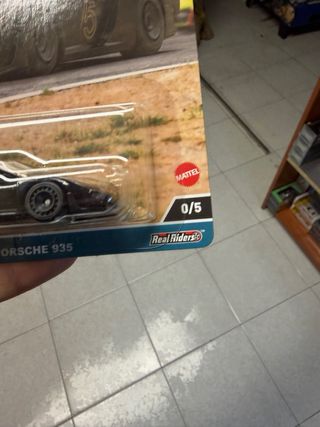 MATTEL
0/5
Real Riders
ORSCHE 935